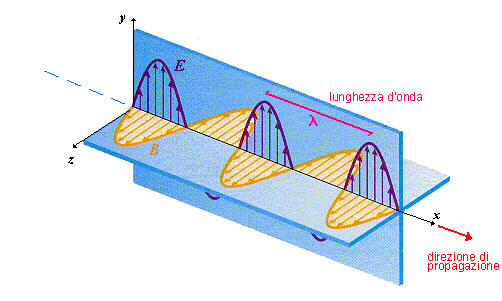 y
E
lunghezza d'onda
λ
B
z
x
direzione di
propagazione